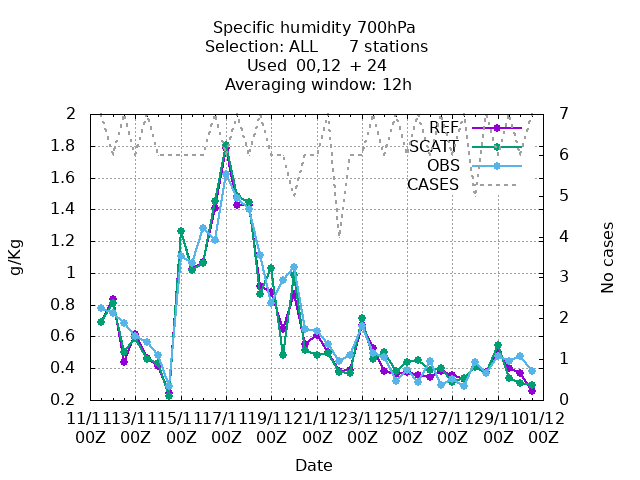 Specific humidity 700hPa
Selection: ALL 7 stations
Used 00,12 + 24
Averaging window: 12h
REF
SCATT
OBS
CASES
2
1.8
1.6
1.4
1.2
1
0.8
0.6
0.4
0.2
7
6
5
4
3
2
1
0
g/Kg
No cases
11/11 13/11 15/11 17/11 19/11 21/11 23/11 25/11 27/11 29/11 01/12
00Z 00Z 00Z 00Z 00Z 00Z 00Z 00Z 00Z 00Z 00Z
Date